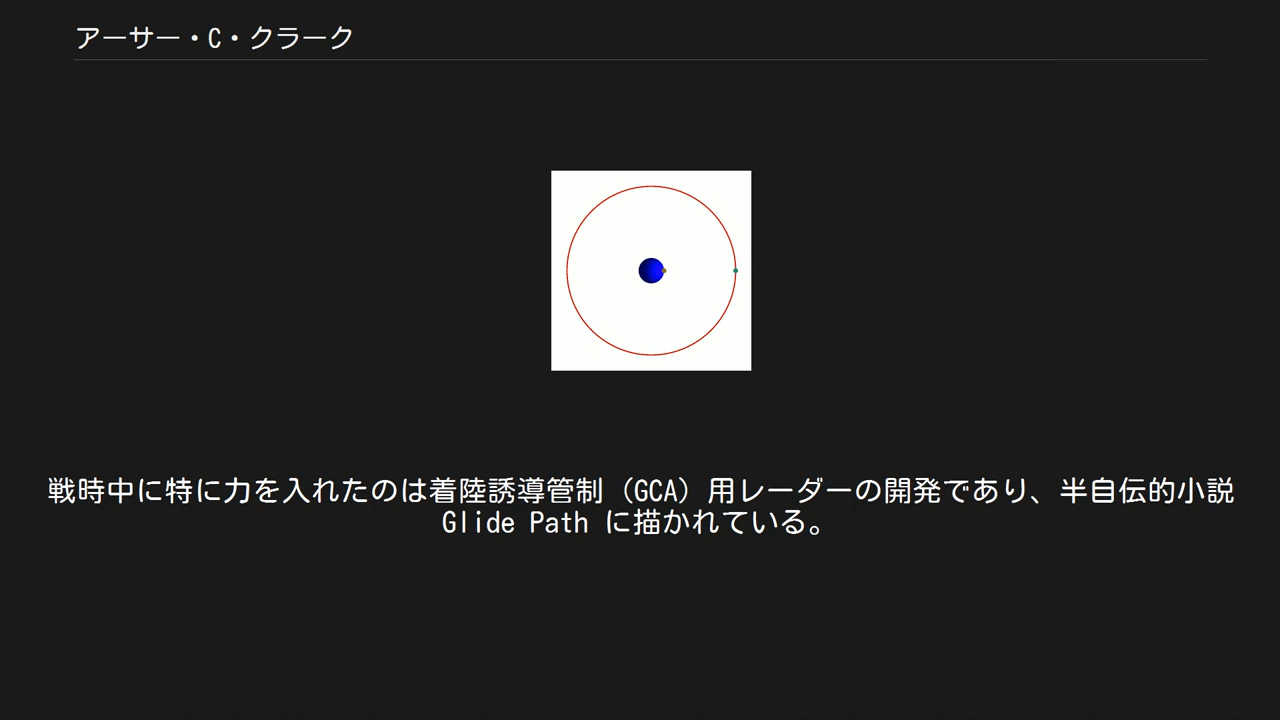 アーサー・C・クラーク
戦時中に特に力を入れたのは着陸誘導管制（GCA）用レーダーの開発であり、半自伝的小説
Glide Path に描かれている。